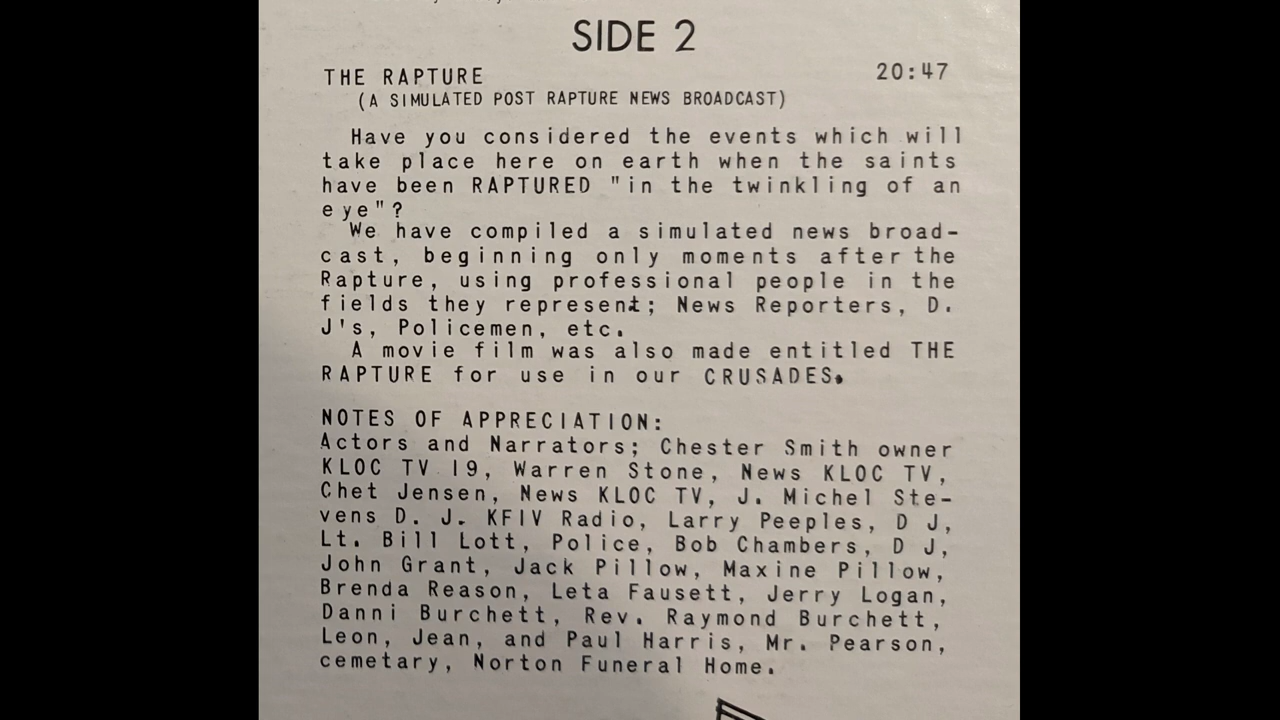 SIDE 2
THE RAPTURE 20:47
(A SIMULATED POST RAPTURE NEWS BROADCAST)
Have you considered the events which will
take place here on earth when the saints
have been RAPTURED "in the twinkling of an
eye"?
We have compiled a simulated news broad-
cast, beginning only moments after the
Rapture, using professional people in the
fields they represent; News Reporters, D.
J's, Policemen, etc.
A movie film was also made entitled THE
RAPTURE for use in our CRUSADES.
NOTES OF APPRECIATION:
Actors and Narrators; Chester Smith owner
KLOC TV 19, Warren Stone, News KLOC TV,
Chet Jensen, News KLOC TV, J. Michel Ste-
vens D. J. KFIV Radio, Larry Peeples, D J,
Lt. Bill Lott, Police, Bob Chambers, D J,
John Grant, Jack Pillow, Maxine Pillow,
Brenda Reason, Leta Fausett, Jerry Logan,
Danni Burchett, Rev. Raymond Burchett,
Leon, Jean, and Paul Harris, Mr. Pearson,
cemetary, Norton Funeral Home.